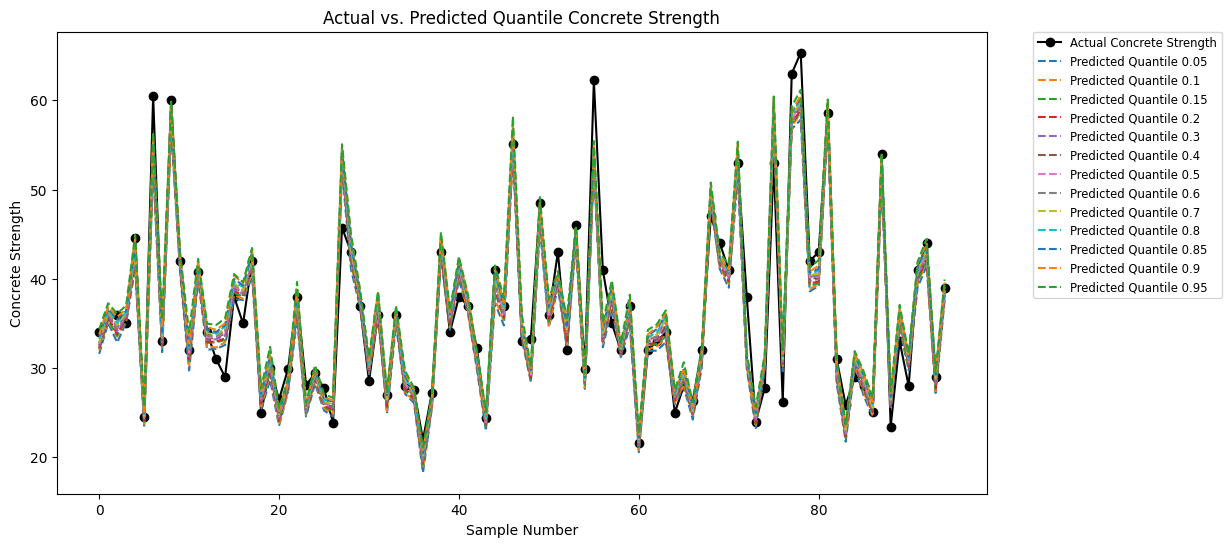 Actual vs. Predicted Quantile Concrete Strength
Concrete Strength
60
50
40
30
20
0
20
40
60
80
Sample Number
Actual Concrete Strength
Predicted Quantile 0.05
Predicted Quantile 0.1
Predicted Quantile 0.15
Predicted Quantile 0.2
Predicted Quantile 0.3
Predicted Quantile 0.4
Predicted Quantile 0.5
Predicted Quantile 0.6
Predicted Quantile 0.7
Predicted Quantile 0.8
Predicted Quantile 0.85
Predicted Quantile 0.9
Predicted Quantile 0.95